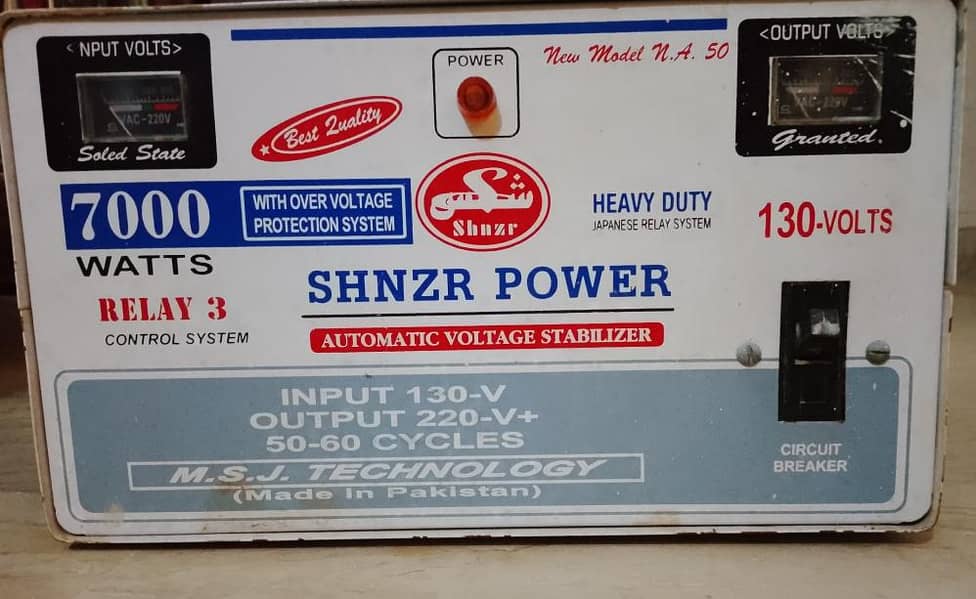 < NPUT VOLTS>
VAC-220V
Soled State
Best Quality
POWER
New Model N.A. 50
<OUTPUT VOLTS>
Granted.
7000
WATTS
WITH OVER VOLTAGE
PROTECTION SYSTEM
Shnzr
HEAVY DUTY
JAPANESE RELAY SYSTEM
130-VOLTS
RELAY 3
CONTROL SYSTEM
SHNZR POWER
AUTOMATIC VOLTAGE STABILIZER
INPUT 130-V
OUTPUT 220-V+
50-60 CYCLES
M.S.J. TECHNOLOGY
(Made in Pakistan)
CIRCUIT
BREAKER